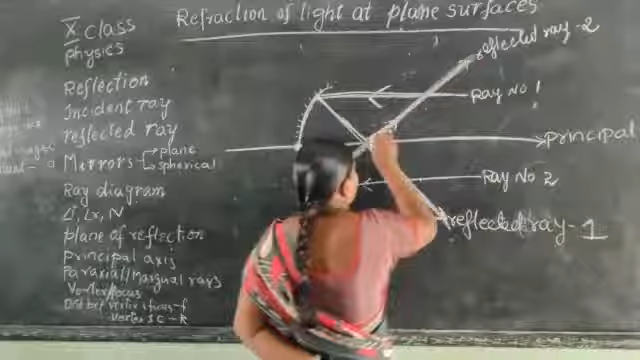 Refraction of light at plane surfaces
X class
physics
Reflection
Incident ray
reflected ray
Mirrors plane
spherical
Ray diagram
plane of reflection
principal axis
Paraxial/Margual rays
Vertex/focus
reflected ray-2
Ray No 1
principal
Ray No 2
reflected ray-1